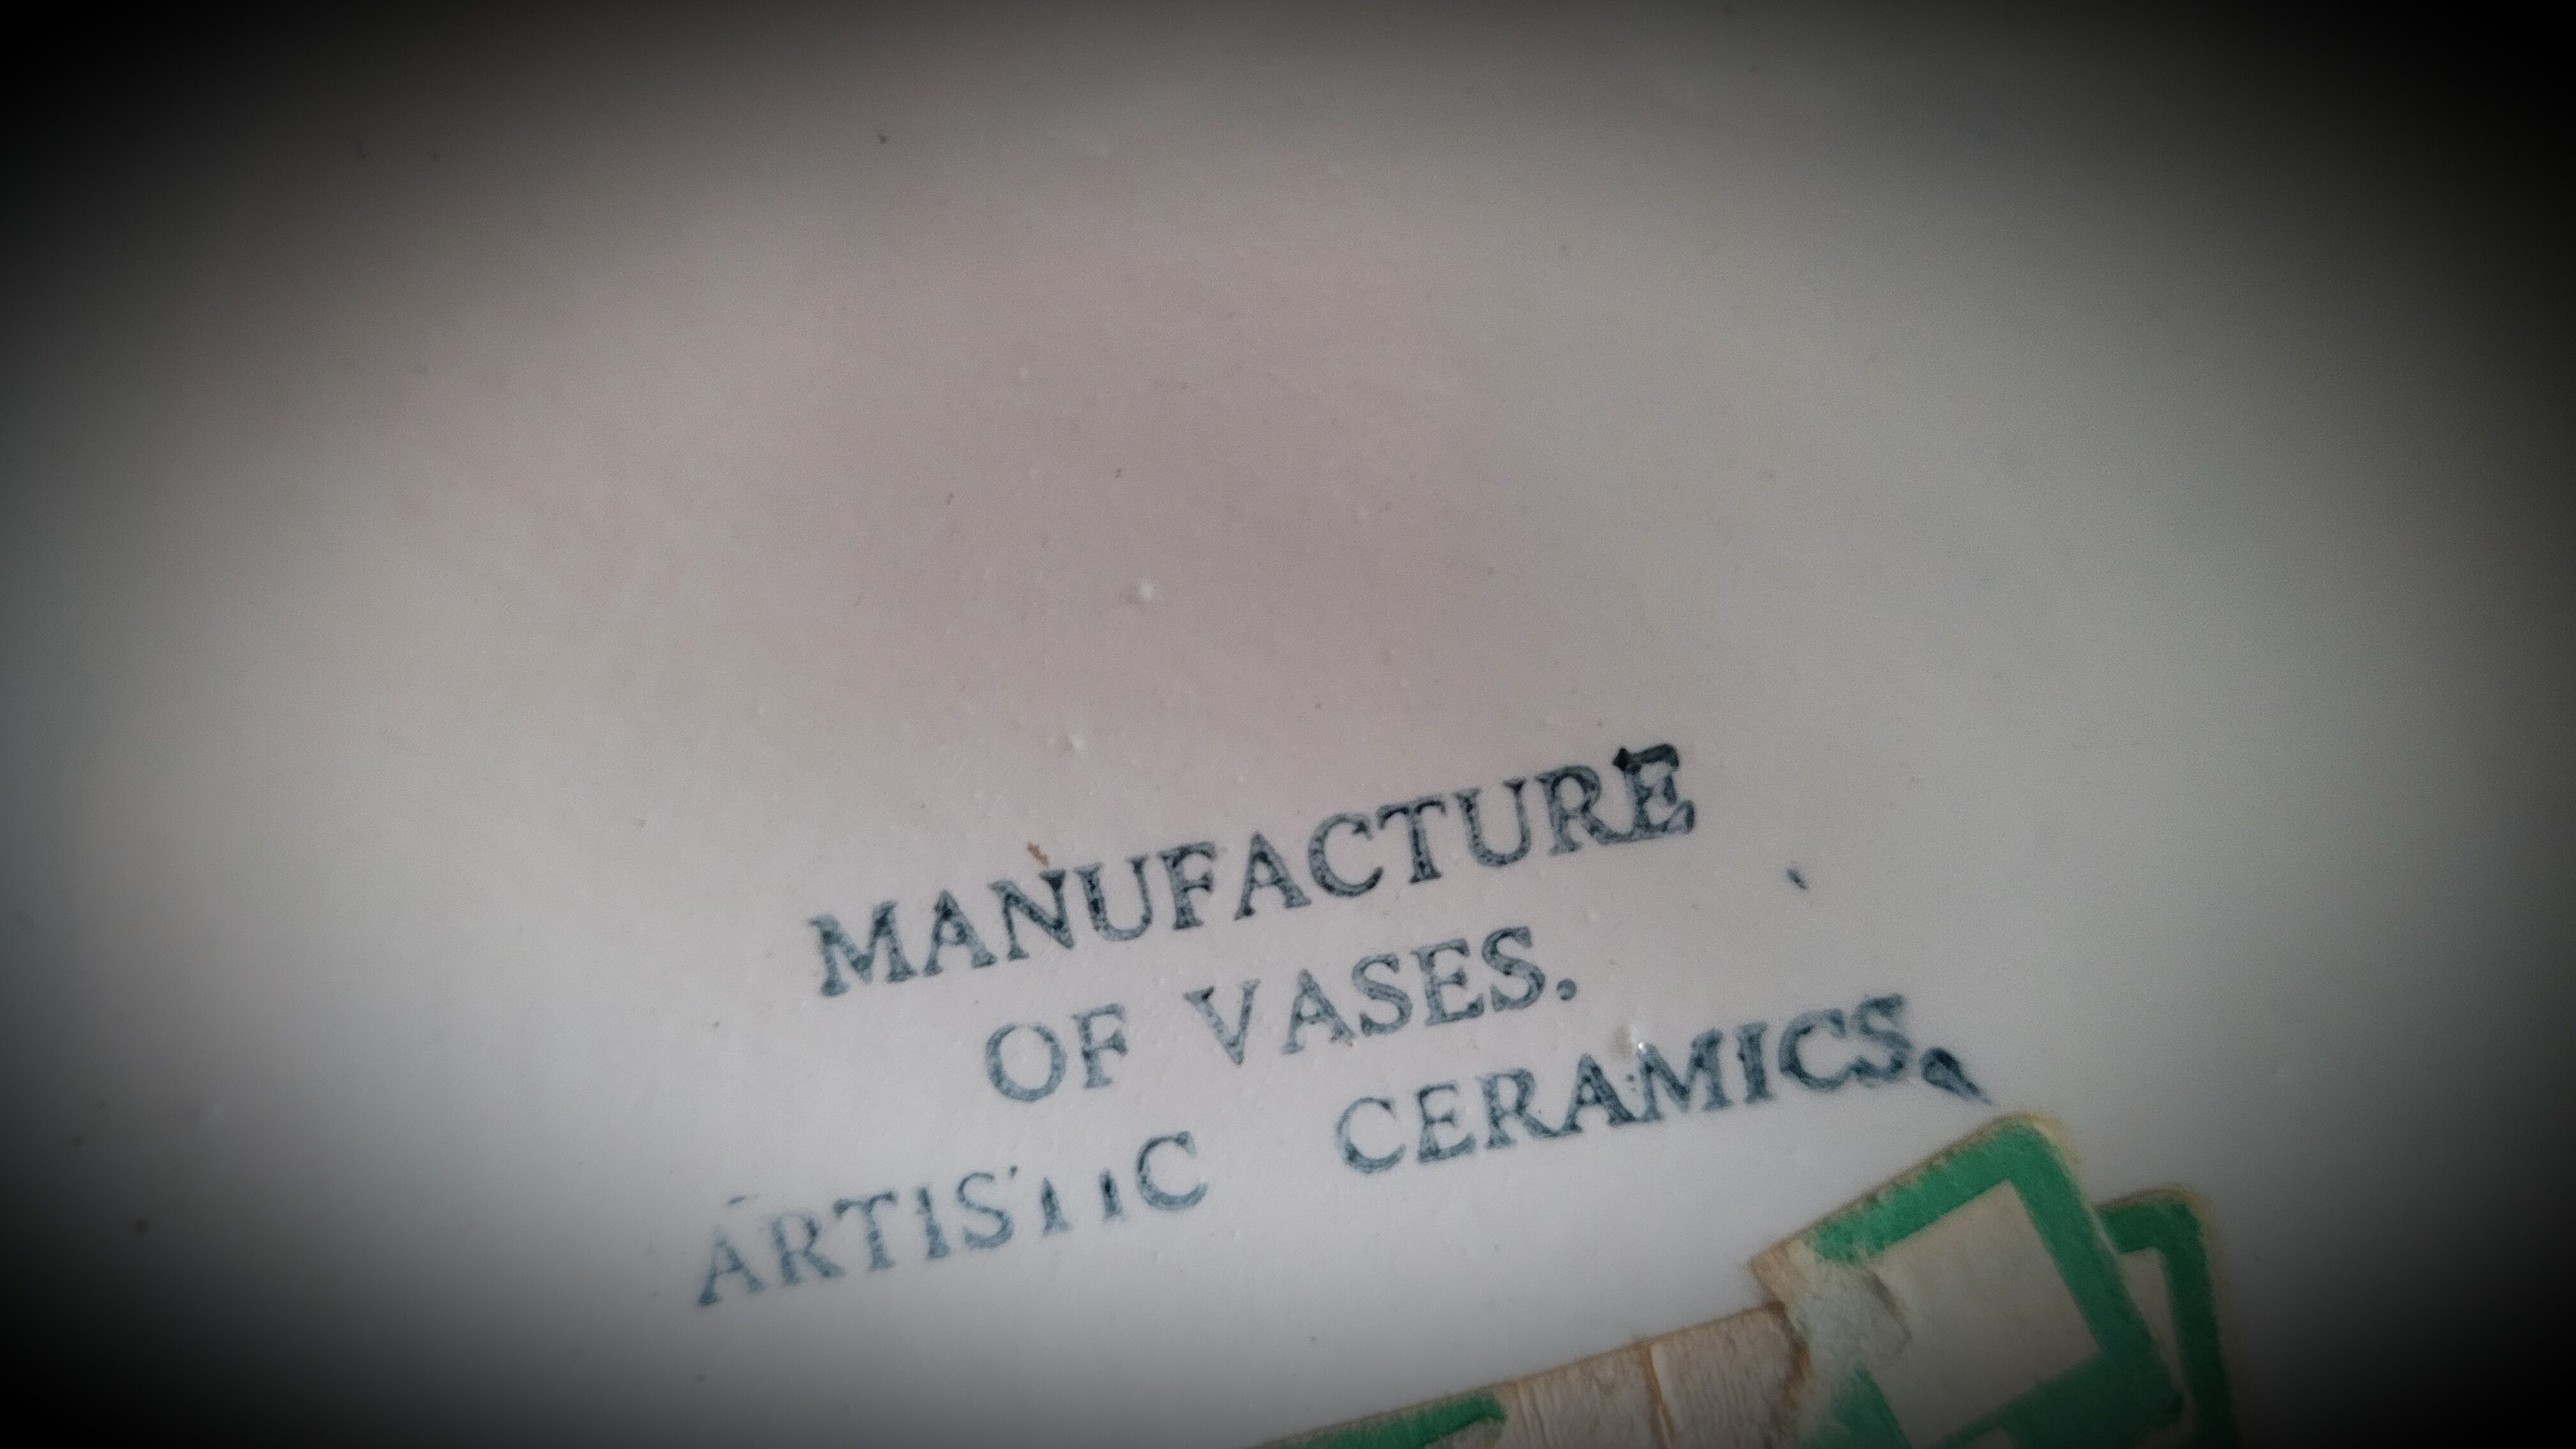 MANUFACTURE
OF VASES.
ARTISTIC CERAMICS.